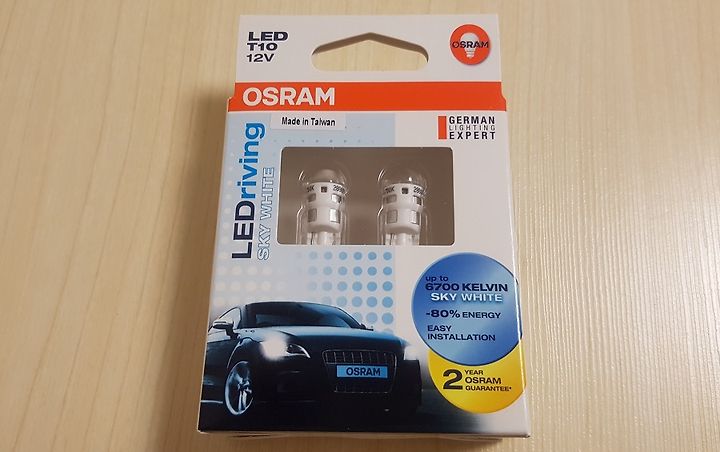 LED
T10
12V
OSRAM
OSRAM
Made in Taiwan
GERMAN
LIGHTING
EXPERT
LEDriving
SKY WHITE
up to
6700 KELVIN
SKY WHITE
-80% ENERGY
EASY
INSTALLATION
OSRAM
2 YEAR
OSRAM
GUARANTEE*